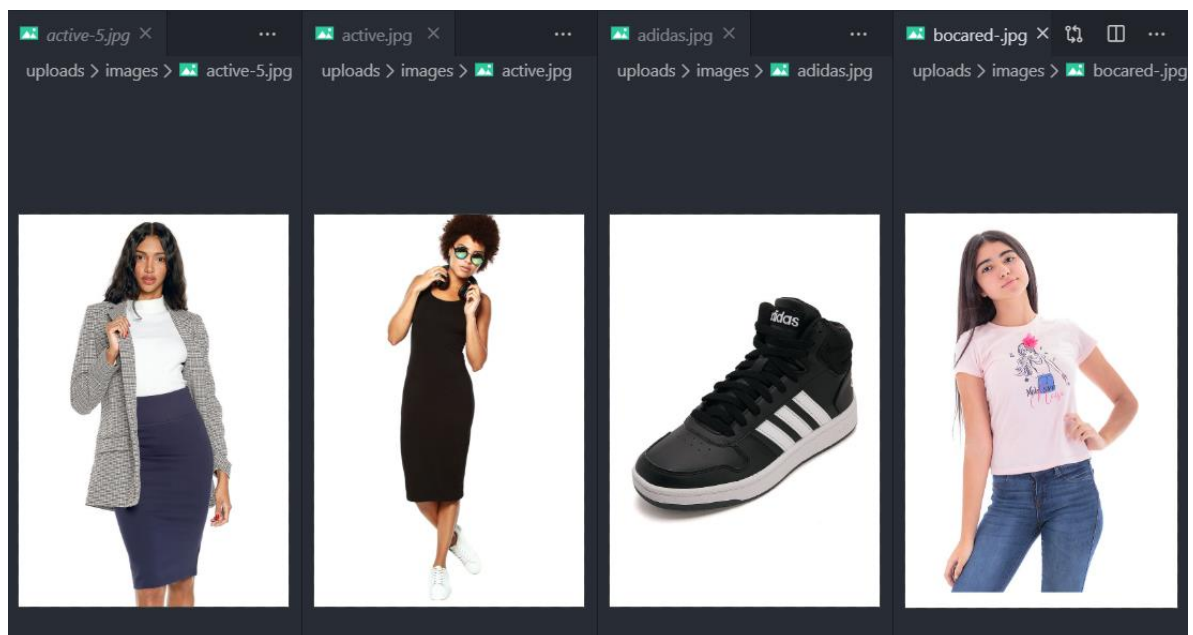 active-5.jpg
active.jpg
adidas.jpg
bocared-.jpg
uploads > images > active-5.jpg
uploads > images > active.jpg
uploads > images > adidas.jpg
uploads > images > bocared-.jpg
adidas